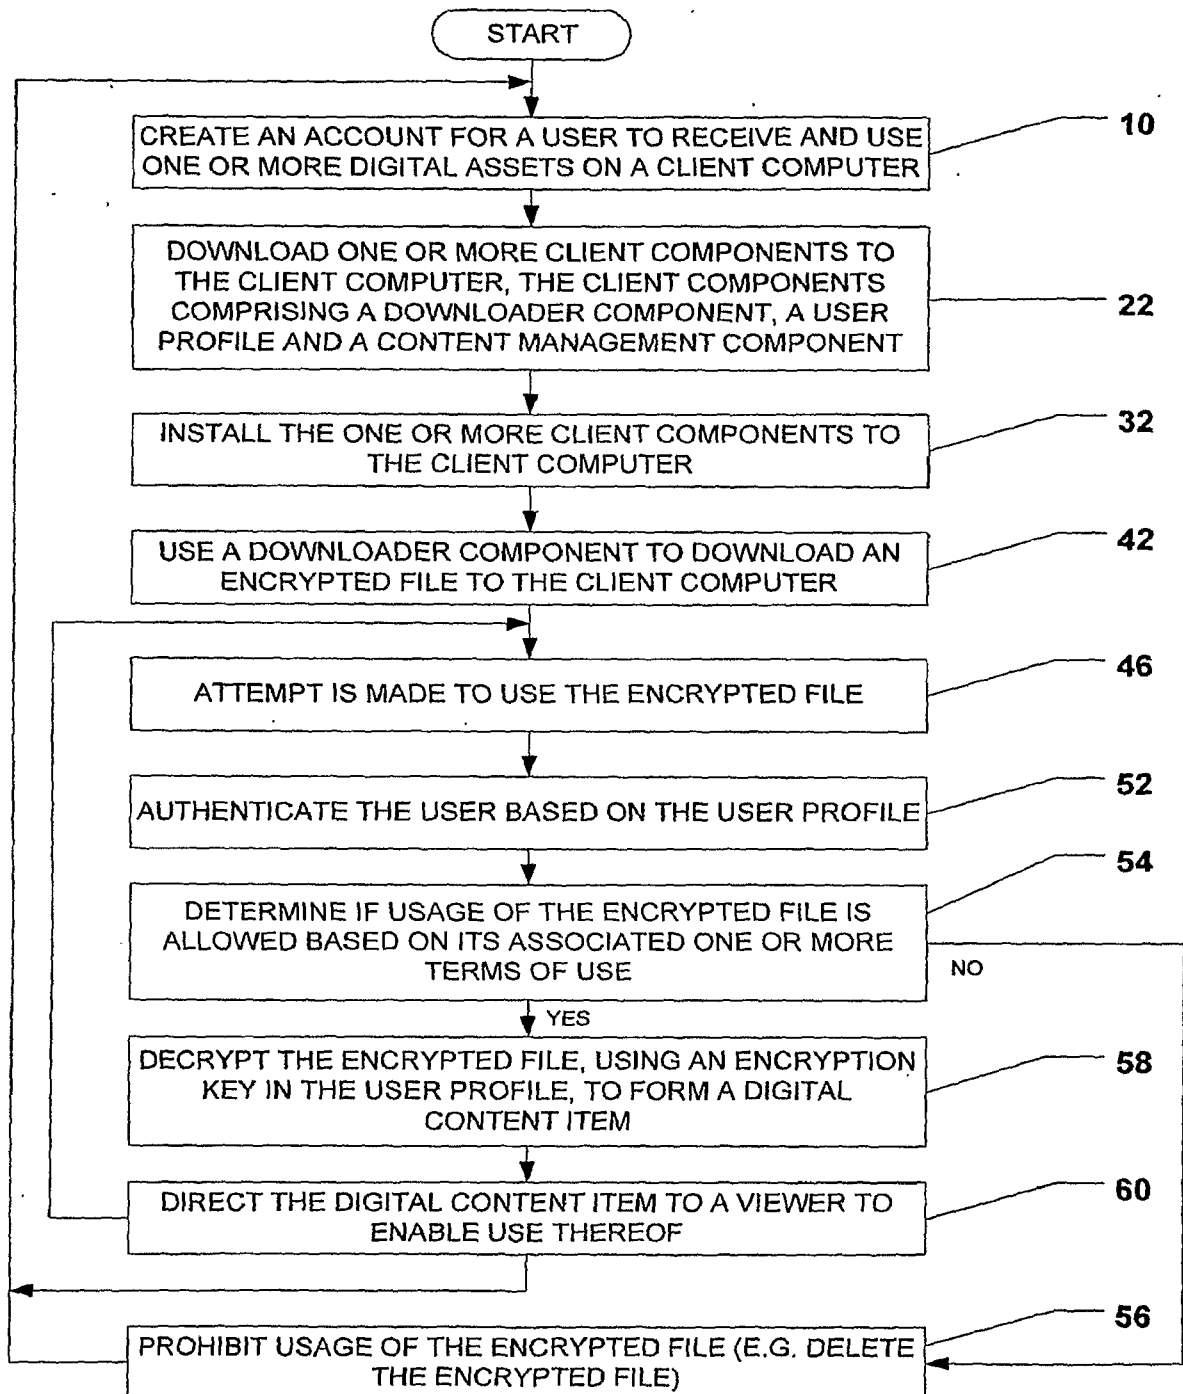 START
CREATE AN ACCOUNT FOR A USER TO RECEIVE AND USE
ONE OR MORE DIGITAL ASSETS ON A CLIENT COMPUTER
10
DOWNLOAD ONE OR MORE CLIENT COMPONENTS TO
THE CLIENT COMPUTER, THE CLIENT COMPONENTS
COMPRISING A DOWNLOADER COMPONENT, A USER
PROFILE AND A CONTENT MANAGEMENT COMPONENT
22
INSTALL THE ONE OR MORE CLIENT COMPONENTS TO
THE CLIENT COMPUTER
32
USE A DOWNLOADER COMPONENT TO DOWNLOAD AN
ENCRYPTED FILE TO THE CLIENT COMPUTER
42
ATTEMPT IS MADE TO USE THE ENCRYPTED FILE
46
AUTHENTICATE THE USER BASED ON THE USER PROFILE
52
DETERMINE IF USAGE OF THE ENCRYPTED FILE IS
ALLOWED BASED ON ITS ASSOCIATED ONE OR MORE
TERMS OF USE
54
NO
YES
DECRYPT THE ENCRYPTED FILE, USING AN ENCRYPTION
KEY IN THE USER PROFILE, TO FORM A DIGITAL
CONTENT ITEM
58
DIRECT THE DIGITAL CONTENT ITEM TO A VIEWER TO
ENABLE USE THEREOF
60
PROHIBIT USAGE OF THE ENCRYPTED FILE (E.G. DELETE
THE ENCRYPTED FILE)
56